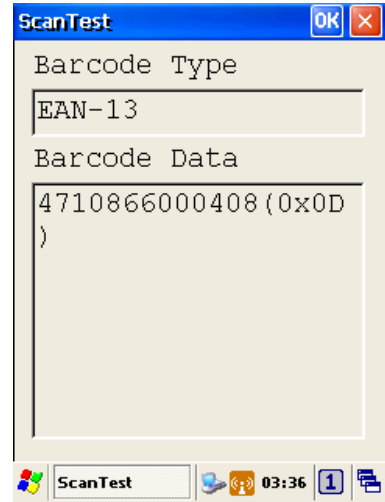 ScanTest OK
Barcode Type
EAN-13
Barcode Data
4710866000408(0x0D
)
ScanTest 03:36 1